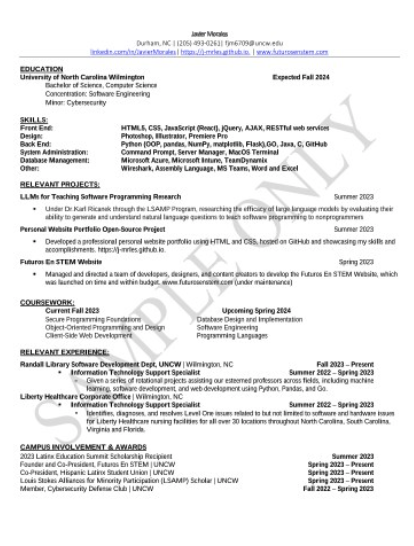 Javier Morales
Durham, NC | (205)-493-0261| fjm6709@uncw.edu
linkedin.com/in/JavierMorales| https://j-mrles.github.io, | www.futurosenstem.com
EDUCATION
University of North Carolina Wilmington Expected Fall 2024
Bachelor of Science, Computer Science
Concentration: Software Engineering
Minor: Cybersecurity
SKILLS:
Front End: HTML5, CSS, JavaScript (React), jQuery, AJAX, RESTful web services
Design: Photoshop, Illustrator, Premiere Pro
Back End: Python (OOP, pandas, NumPy, matplotlib, Flask),GO, Java, C, GitHub
System Administration: Command Prompt, Server Manager, MacOS Terminal
Database Management: Microsoft Azure, Microsoft Intune, TeamDynamix
Other: Wireshark, Assembly Language, MS Teams, Word and Excel
RELEVANT PROJECTS:
LLMs for Teaching Software Programming Research Summer 2023
• Under Dr.Karl Ricanek through the LSAMP Program, researching the efficacy of large language models by evaluating their
ability to generate and understand natural language questions to teach software programming to nonprogrammers
Personal Website Portfolio Open-Source Project Summer 2023
• Developed a professional personal website portfolio using HTML and CSS, hosted on GitHub and showcasing my skills and
accomplishments. https://j-mrles.github.io.
Futuros En STEM Website Spring 2023
• Managed and directed a team of developers, designers, and content creators to develop the Futuros En STEM Website, which
was launched on time and within budget. www.futurosenstem.com (under maintenance)
COURSEWORK:
Current Fall 2023 Upcoming Spring 2024
Secure Programming Foundations Database Design and Implementation
Object-Oriented Programming and Design Software Engineering
Client-Side Web Development Programming Languages
RELEVANT EXPERIENCE:
Randall Library Software Development Dept, UNCW | Wilmington, NC Fall 2023 – Present
• Information Technology Support Specialist Summer 2022 – Spring 2023
◦ Given a series of rotational projects assisting our esteemed professors across fields, including machine
learning, software development, and web development using Python, Pandas, and Go.
Liberty Healthcare Corporate Office | Wilmington, NC
• Information Technology Support Specialist Summer 2022 – Spring 2023
◦ Identifies, diagnoses, and resolves Level One issues related to but not limited to software and hardware issues
for Liberty Healthcare nursing facilities for all over 30 locations throughout North Carolina, South Carolina,
Virginia and Florida.
CAMPUS INVOLVEMENT & AWARDS
2023 Latinx Education Summit Scholarship Recipient Summer 2023
Founder and Co-President, Futuros En STEM | UNCW Spring 2023 – Present
Co-President, Hispanic Latinx Student Union | UNCW Spring 2023 – Present
Louis Stokes Alliances for Minority Participation (LSAMP) Scholar | UNCW Spring 2023 – Present
Member, Cybersecurity Defense Club | UNCW Fall 2022 – Spring 2023
SAMPLE ONLY